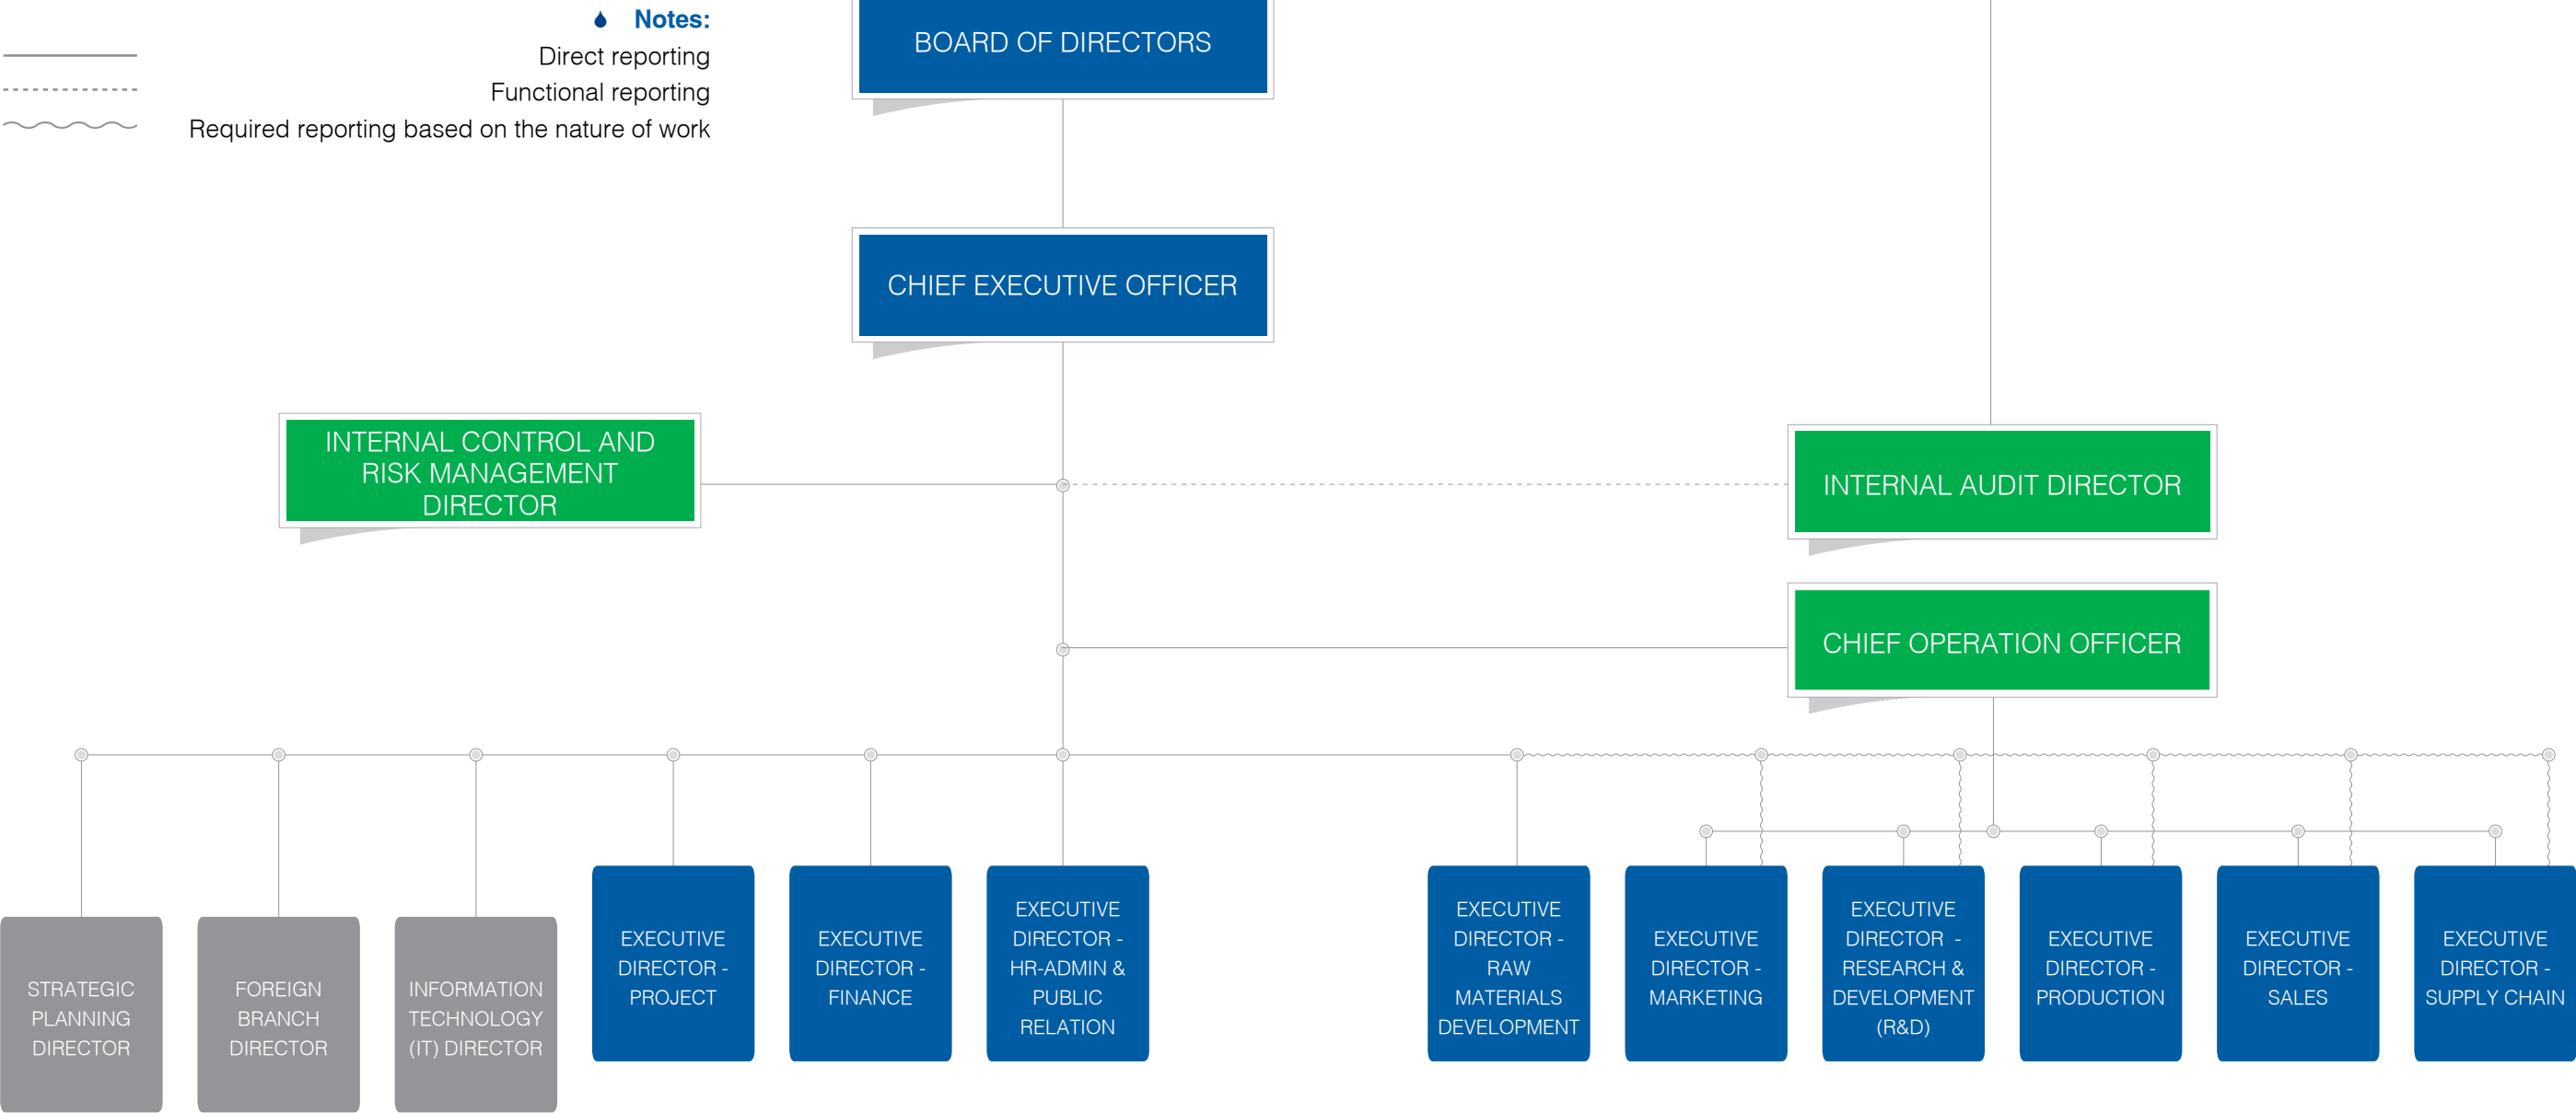 Notes:
Direct reporting
Functional reporting
Required reporting based on the nature of work
BOARD OF DIRECTORS
CHIEF EXECUTIVE OFFICER
INTERNAL CONTROL AND
RISK MANAGEMENT
DIRECTOR
INTERNAL AUDIT DIRECTOR
CHIEF OPERATION OFFICER
STRATEGIC
PLANNING
DIRECTOR
FOREIGN
BRANCH
DIRECTOR
INFORMATION
TECHNOLOGY
(IT) DIRECTOR
EXECUTIVE
DIRECTOR -
PROJECT
EXECUTIVE
DIRECTOR -
FINANCE
EXECUTIVE
DIRECTOR -
HR-ADMIN &
PUBLIC
RELATION
EXECUTIVE
DIRECTOR -
RAW
MATERIALS
DEVELOPMENT
EXECUTIVE
DIRECTOR -
MARKETING
EXECUTIVE
DIRECTOR -
RESEARCH &
DEVELOPMENT
(R&D)
EXECUTIVE
DIRECTOR -
PRODUCTION
EXECUTIVE
DIRECTOR -
SALES
EXECUTIVE
DIRECTOR -
SUPPLY CHAIN